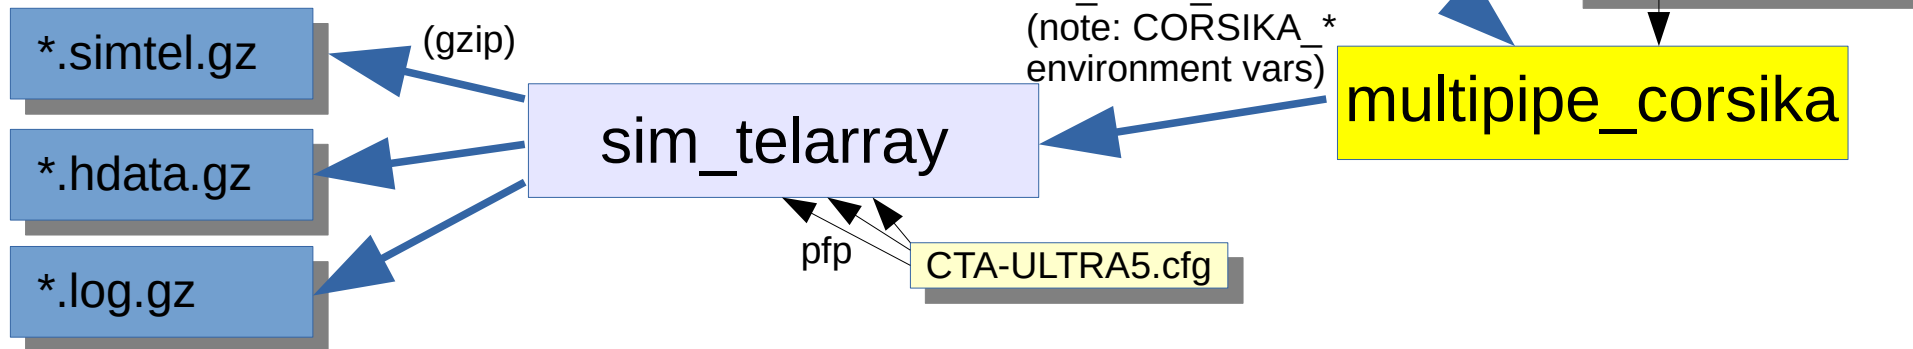 *.simtel.gz
(gzip)
(note: CORSIKA_*
environment vars)
multipipe_corsika
sim_telarray
*.hdata.gz
pfp
CTA-ULTRA5.cfg
*.log.gz